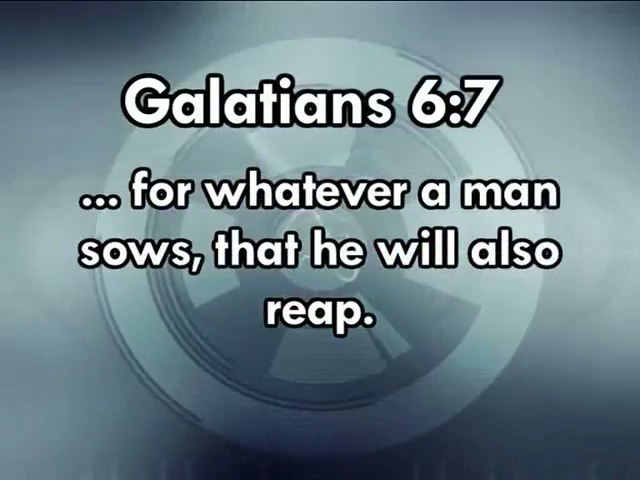 Galatians 6:7
... for whatever a man
sows, that he will also
reap.